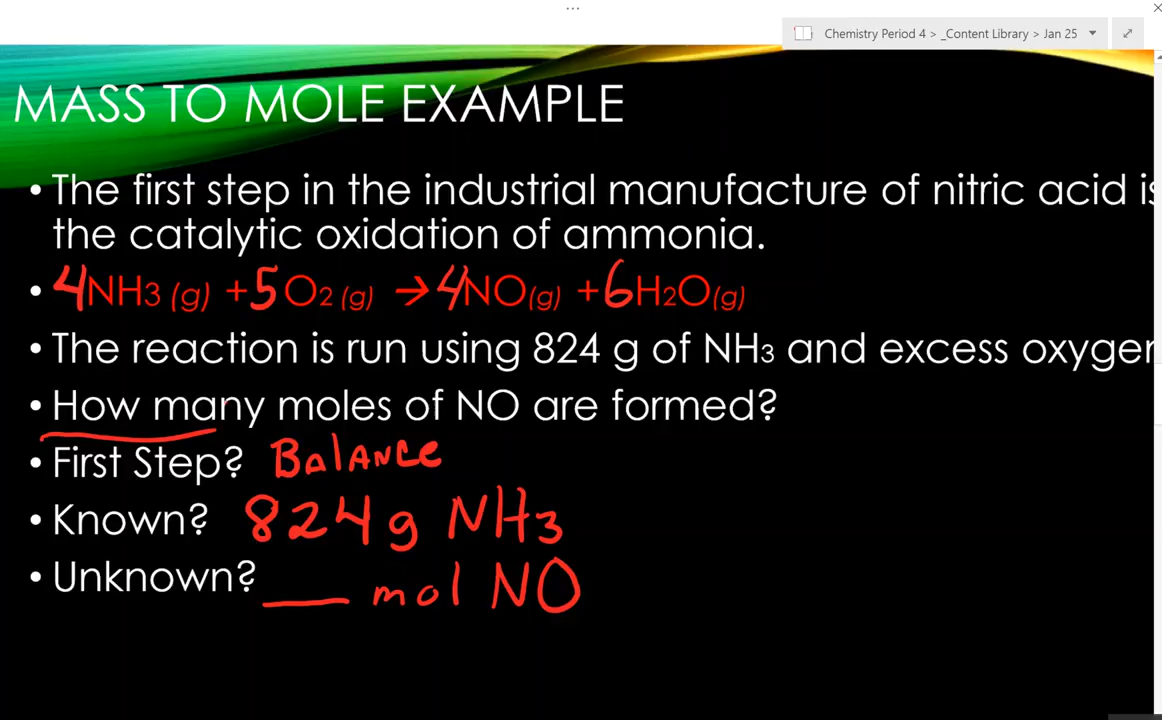 ...
Chemistry Period 4 > _Content Library > Jan 25
MASS TO MOLE EXAMPLE
• The first step in the industrial manufacture of nitric acid is
the catalytic oxidation of ammonia.
• 4NH3 (g) + 5O2 (g) → 4NO(g) + 6H2O(g)
• The reaction is run using 824 g of NH3 and excess oxygen
• How many moles of NO are formed?
• First Step? Balance
• Known? 824g NH3
• Unknown? __ mol NO